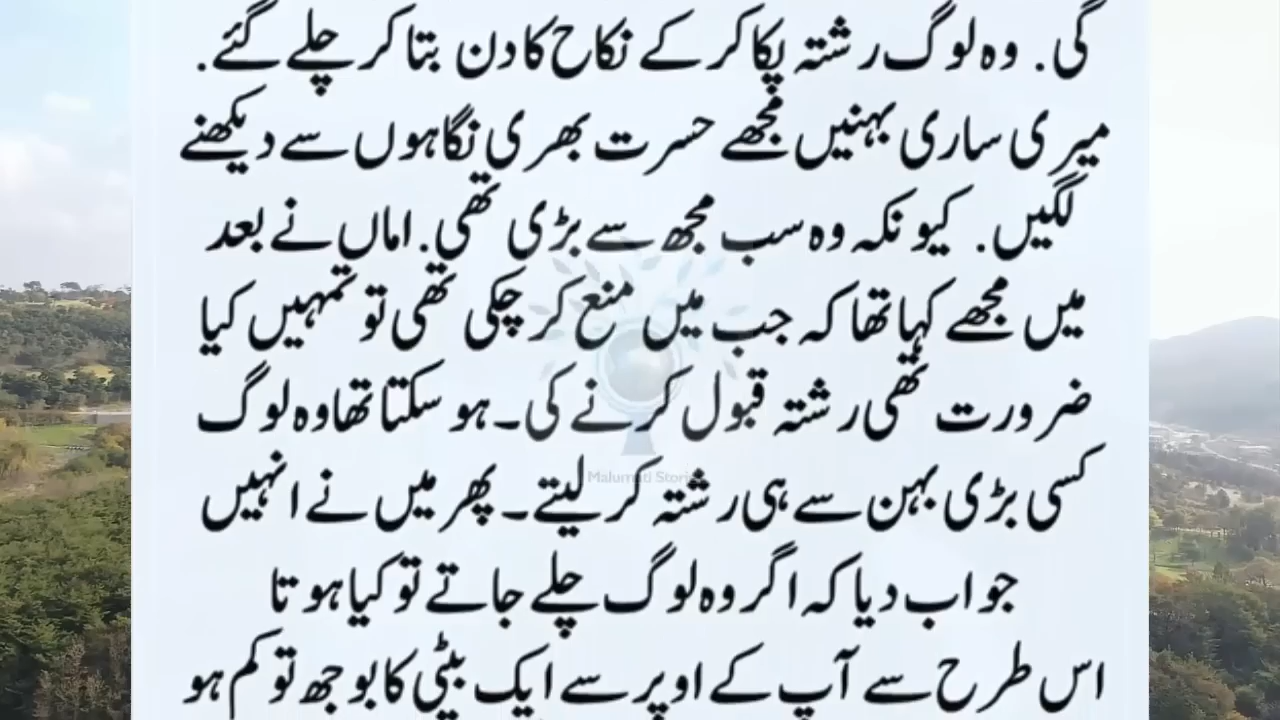 گی. وہ لوگ رشتہ پکا کر کے نکاح کا دن بتا کر چلے گئے.
میری ساری بہنیں مجھے حسرت بھری نگاہوں سے دیکھنے
لگیں. کیونکہ وہ سب مجھ سے بڑی تھی. اماں نے بعد
میں مجھے کہا تھا کہ جب میں منع کر چکی تھی تو تمہیں کیا
ضرورت تھی رشتہ قبول کرنے کی۔ ہو سکتا تھا وہ لوگ
کسی بڑی بہن سے ہی رشتہ کر لیتے۔ پھر میں نے انہیں
Malumati Stories
جواب دیا کہ اگر وہ لوگ چلے جاتے تو کیا ہوتا
اس طرح سے آپ کے اوپر سے ایک بیٹی کا بوجھ تو کم ہو